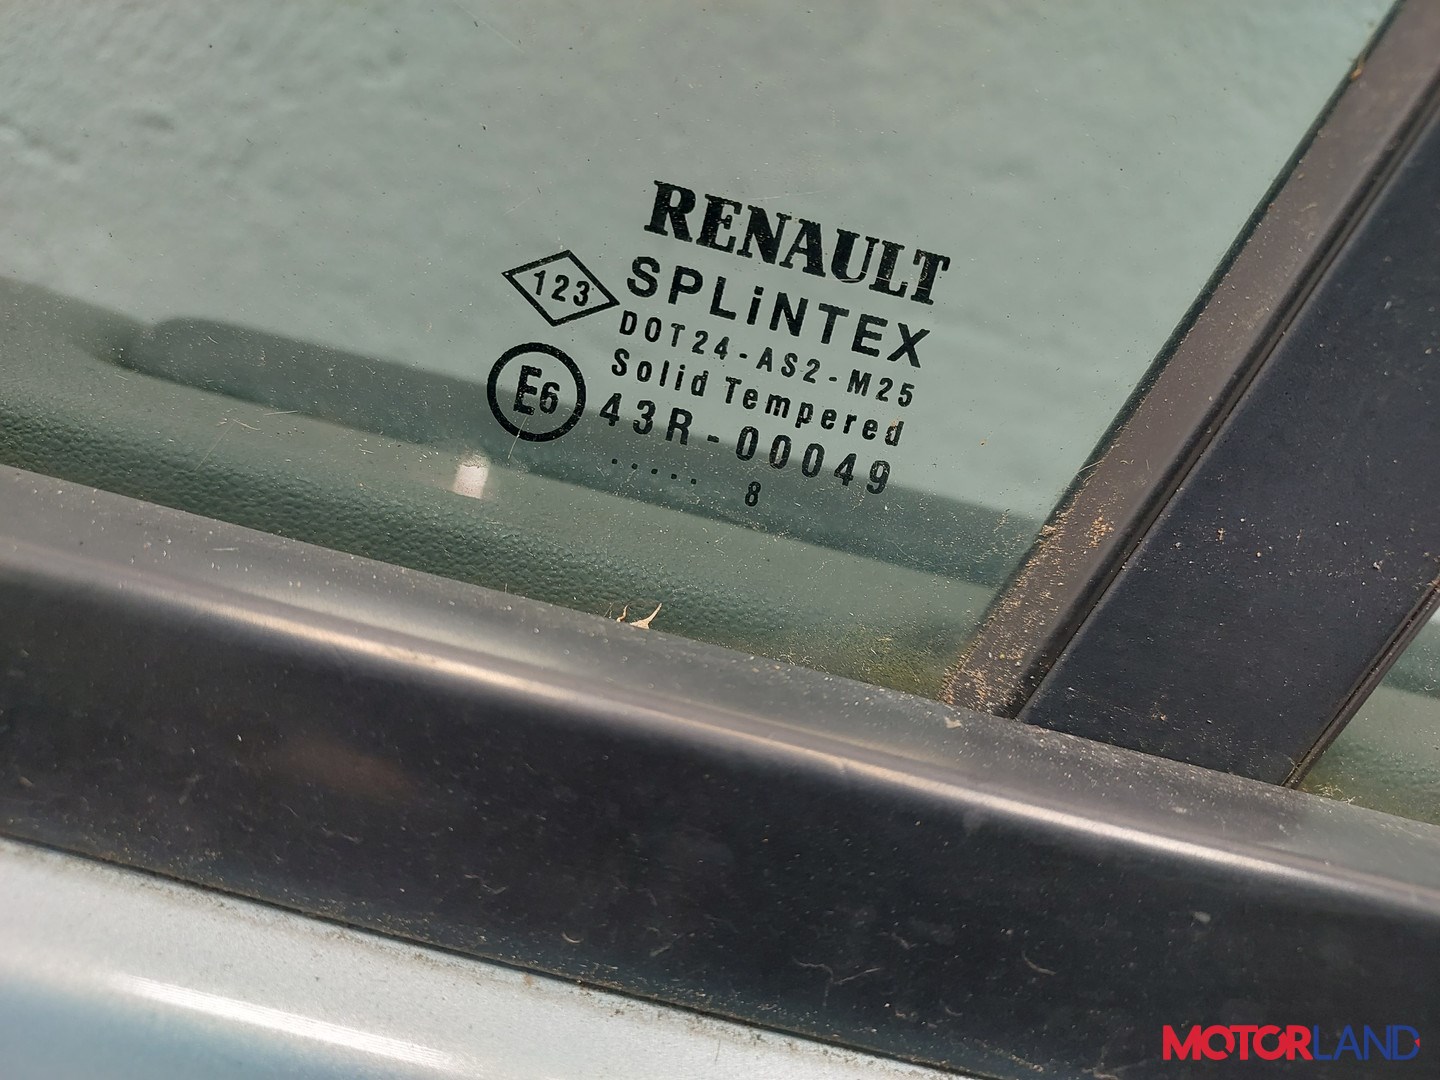 RENAULT
123
SPLiNTEX
DOT24-AS2-M25
Solid Tempered
E6
43R-00049
..... 8
MOTORLAND